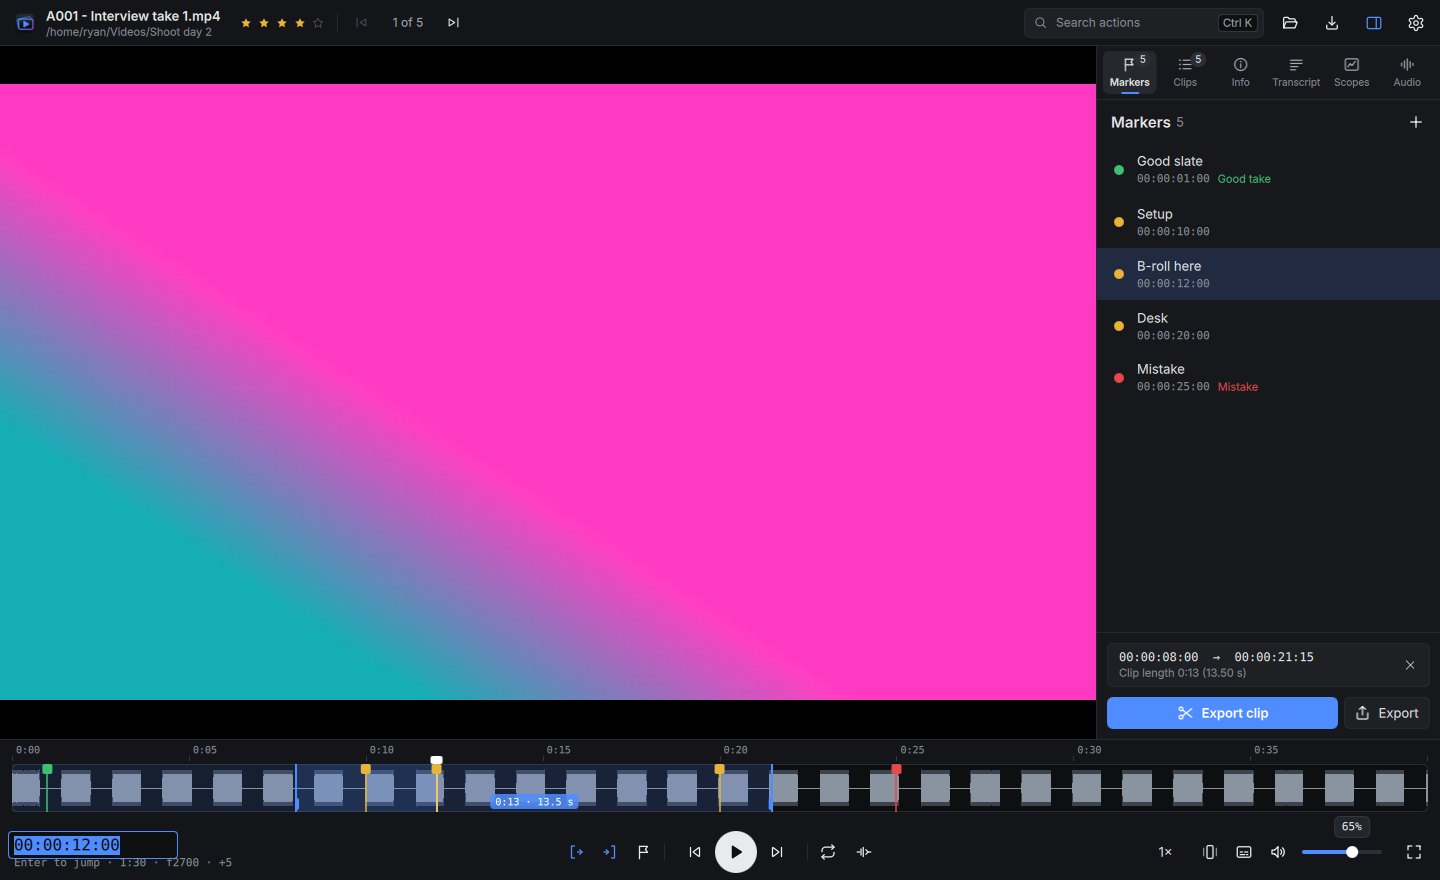 A001 - Interview take 1.mp4
/home/ryan/Videos/Shoot day 2
1 of 5
Search actions
Ctrl K
5
Markers
5
Clips
Info
Transcript
Scopes
Audio
Markers 5
Good slate
00:00:01:00 Good take
Setup
00:00:10:00
B-roll here
00:00:12:00
Desk
00:00:20:00
Mistake
00:00:25:00 Mistake
00:00:08:00 → 00:00:21:15
Clip length 0:13 (13.50 s)
Export clip
Export
0:00 0:05 0:10 0:15 0:20 0:25 0:30 0:35
0:13 · 13.5 s
65%
00:00:12:00
Enter to jump · 1:30 · f2700 · +5
1×